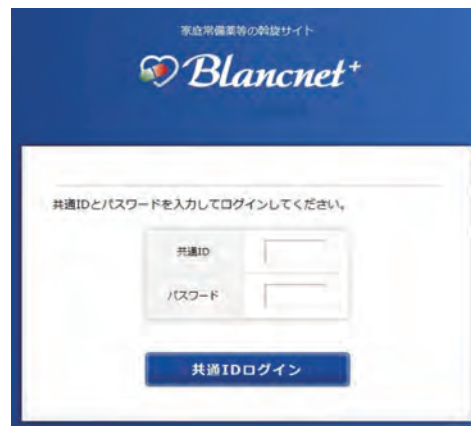 家庭常備薬等の斡旋サイト
Blancnet+
共通IDとパスワードを入力してログインしてください。
共通ID
パスワード
共通IDログイン